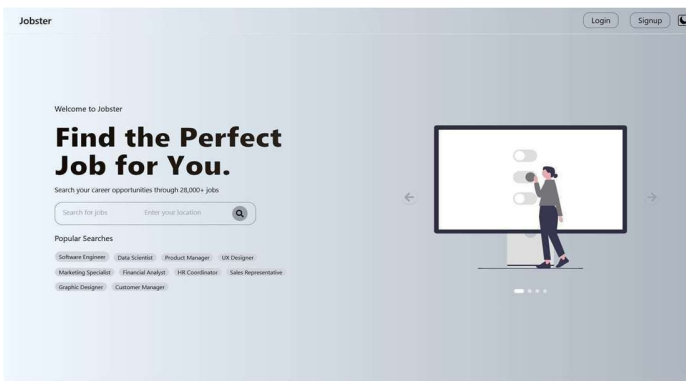 Jobster
Login Signup
Welcome to Jobster
Find the Perfect
Job for You.
Search your career opportunities through 28,000+ jobs
Search for jobs Enter your location
Popular Searches
Software Engineer Data Scientist Product Manager UX Designer
Marketing Specialist Financial Analyst HR Coordinator Sales Representative
Graphic Designer Customer Manager